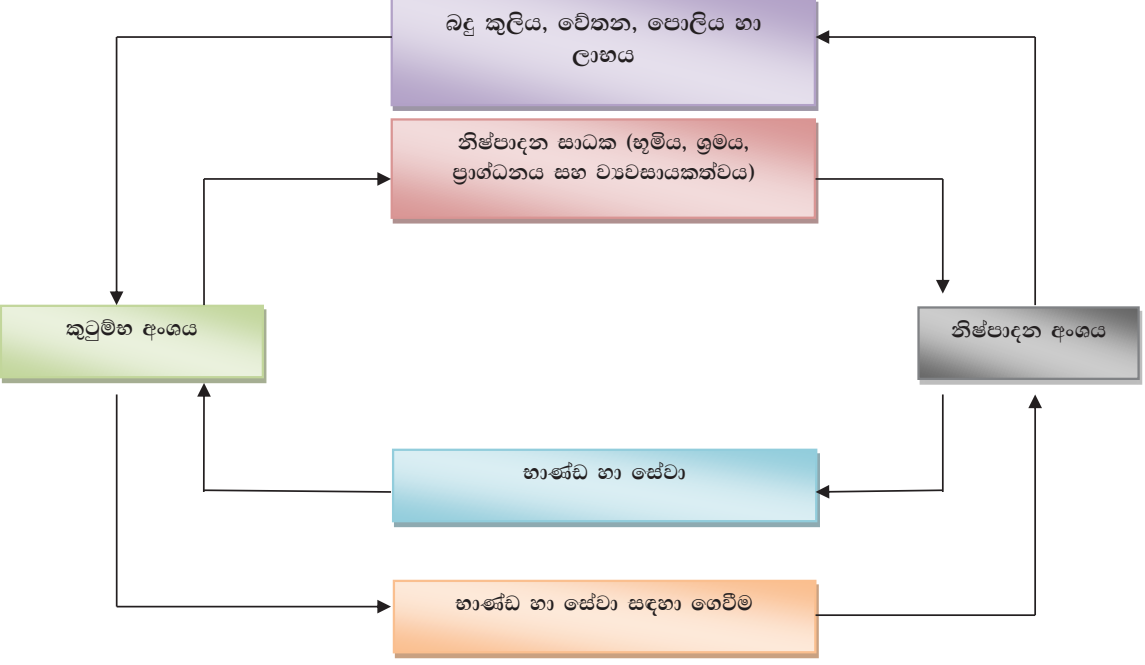 බදු කුලිය, වේතන, පොලිය හා
ලාභය
නිෂ්පාදන සාධක (භූමිය, ශ්‍රමය,
ප්‍රාග්ධනය සහ ව්‍යවසායකත්වය)
කුටුම්භ අංශය
නිෂ්පාදන අංශය
භාණ්ඩ හා සේවා
භාණ්ඩ හා සේවා සඳහා ගෙවීම